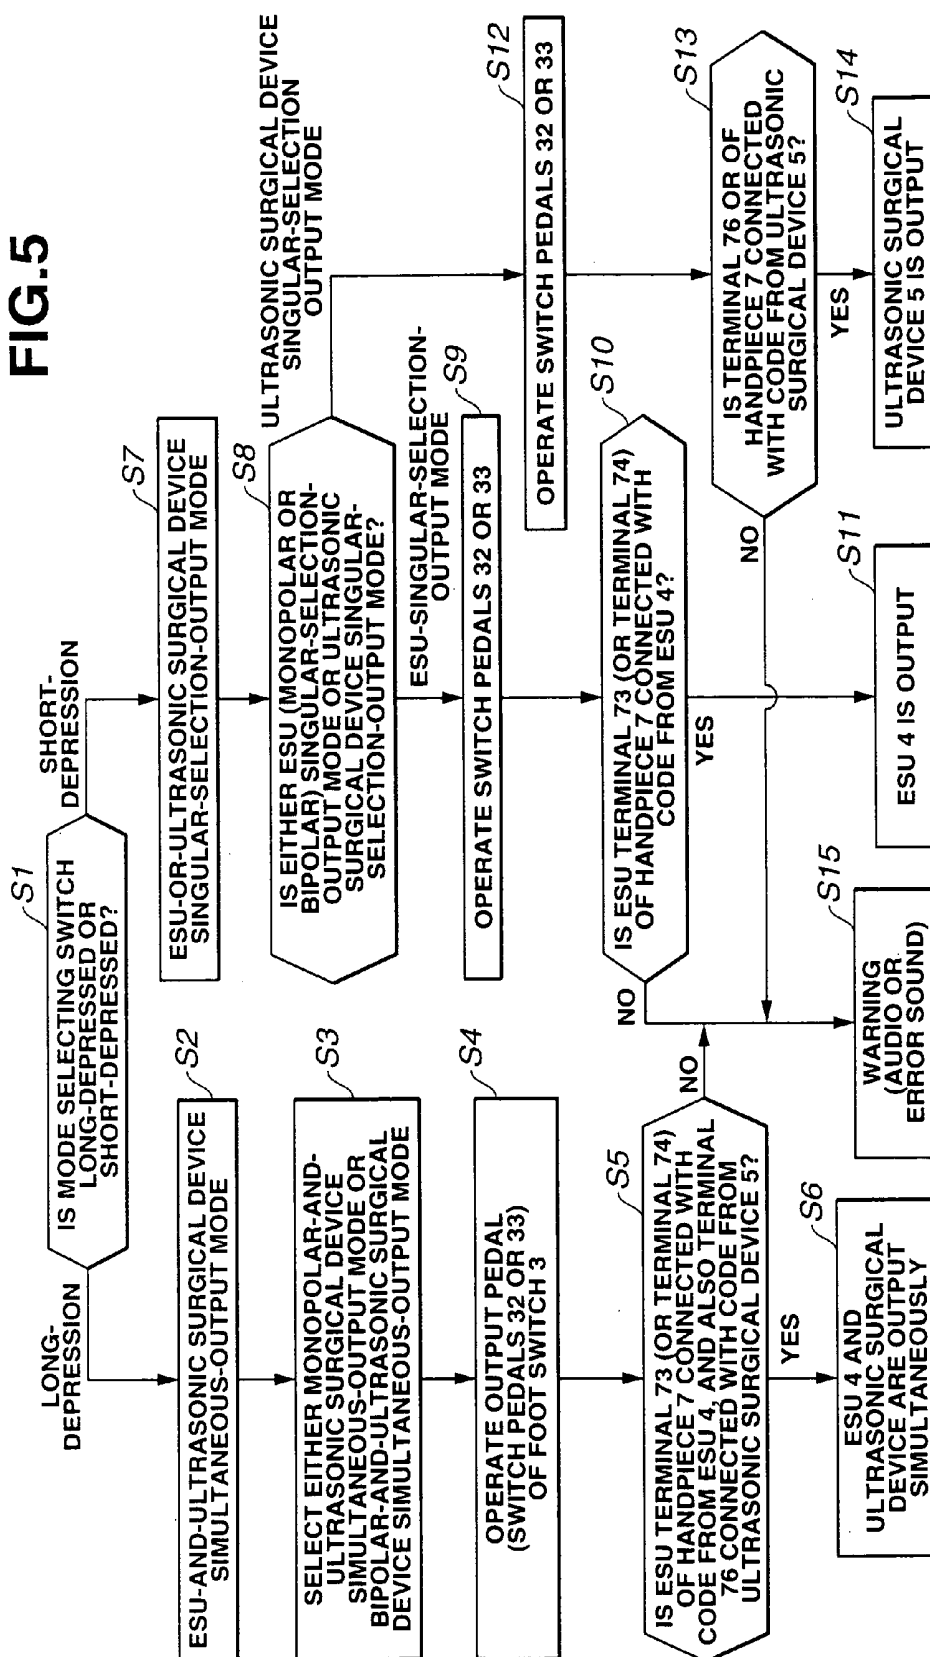 FIG.5
S1
IS MODE SELECTING SWITCH
LONG-DEPRESSED OR
SHORT-DEPRESSED?
LONG-
DEPRESSION
SHORT-
DEPRESSION
S2
ESU-AND-ULTRASONIC SURGICAL DEVICE
SIMULTANEOUS-OUTPUT MODE
S3
SELECT EITHER MONOPOLAR-AND-
ULTRASONIC SURGICAL DEVICE
SIMULTANEOUS-OUTPUT MODE OR
BIPOLAR-AND-ULTRASONIC SURGICAL
DEVICE SIMULTANEOUS-OUTPUT MODE
S4
OPERATE OUTPUT PEDAL
(SWITCH PEDALS 32 OR 33)
OF FOOT SWITCH 3
S5
IS ESU TERMINAL 73 (OR TERMINAL 74)
OF HANDPIECE 7 CONNECTED WITH
CODE FROM ESU 4, AND ALSO TERMINAL
76 CONNECTED WITH CODE FROM
ULTRASONIC SURGICAL DEVICE 5?
NO
YES
S6
ESU 4 AND
ULTRASONIC SURGICAL
DEVICE ARE OUTPUT
SIMULTANEOUSLY
S7
ESU-OR-ULTRASONIC SURGICAL DEVICE
SINGULAR-SELECTION-OUTPUT MODE
S8
IS EITHER ESU (MONOPOLAR OR
BIPOLAR) SINGULAR-SELECTION-
OUTPUT MODE OR ULTRASONIC
SURGICAL DEVICE SINGULAR-
SELECTION-OUTPUT MODE?
ULTRASONIC SURGICAL DEVICE
SINGULAR-SELECTION
OUTPUT MODE
ESU-SINGULAR-SELECTION-
OUTPUT MODE
S9
OPERATE SWITCH PEDALS 32 OR 33
S10
IS ESU TERMINAL 73 (OR TERMINAL 74)
OF HANDPIECE 7 CONNECTED WITH
CODE FROM ESU 4?
NO
YES
S11
ESU 4 IS OUTPUT
S12
OPERATE SWITCH PEDALS 32 OR 33
S13
IS TERMINAL 76 OR OF
HANDPIECE 7 CONNECTED
WITH CODE FROM ULTRASONIC
SURGICAL DEVICE 5?
NO
YES
S14
ULTRASONIC SURGICAL
DEVICE 5 IS OUTPUT
S15
WARNING
(AUDIO OR
ERROR SOUND)